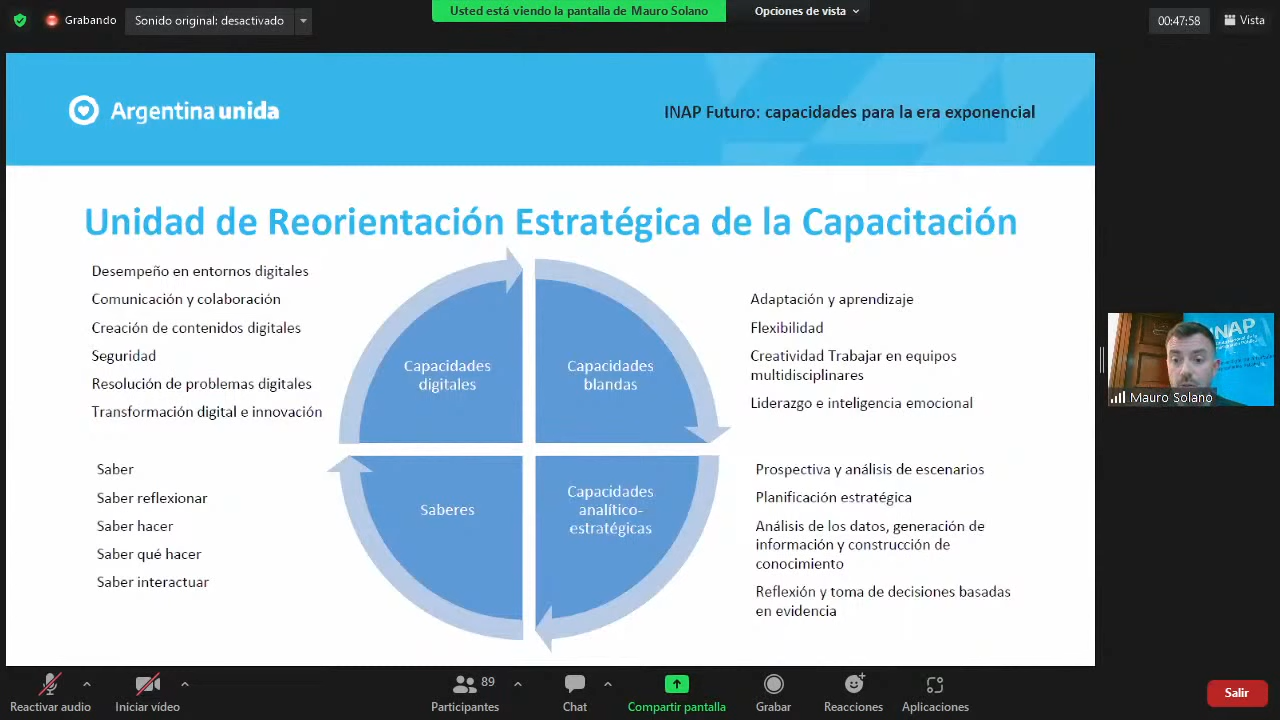 Grabando
Sonido original: desactivado
Usted está viendo la pantalla de Mauro Solano
Opciones de vista
00:47:58
Vista
Argentina unida
INAP Futuro: capacidades para la era exponencial
Unidad de Reorientación Estratégica de la Capacitación
Desempeño en entornos digitales
Comunicación y colaboración
Creación de contenidos digitales
Seguridad
Resolución de problemas digitales
Transformación digital e innovación
Capacidades
digitales
Capacidades
blandas
Adaptación y aprendizaje
Flexibilidad
Creatividad Trabajar en equipos
multidisciplinares
Liderazgo e inteligencia emocional
Saber
Saber reflexionar
Saber hacer
Saber qué hacer
Saber interactuar
Saberes
Capacidades
analítico-
estratégicas
Prospectiva y análisis de escenarios
Planificación estratégica
Análisis de los datos, generación de
información y construcción de
conocimiento
Reflexión y toma de decisiones basadas
en evidencia
INAP
Mauro Solano
Reactivar audio
Iniciar vídeo
Participantes
89
Chat
Compartir pantalla
Grabar
Reacciones
Aplicaciones
Salir